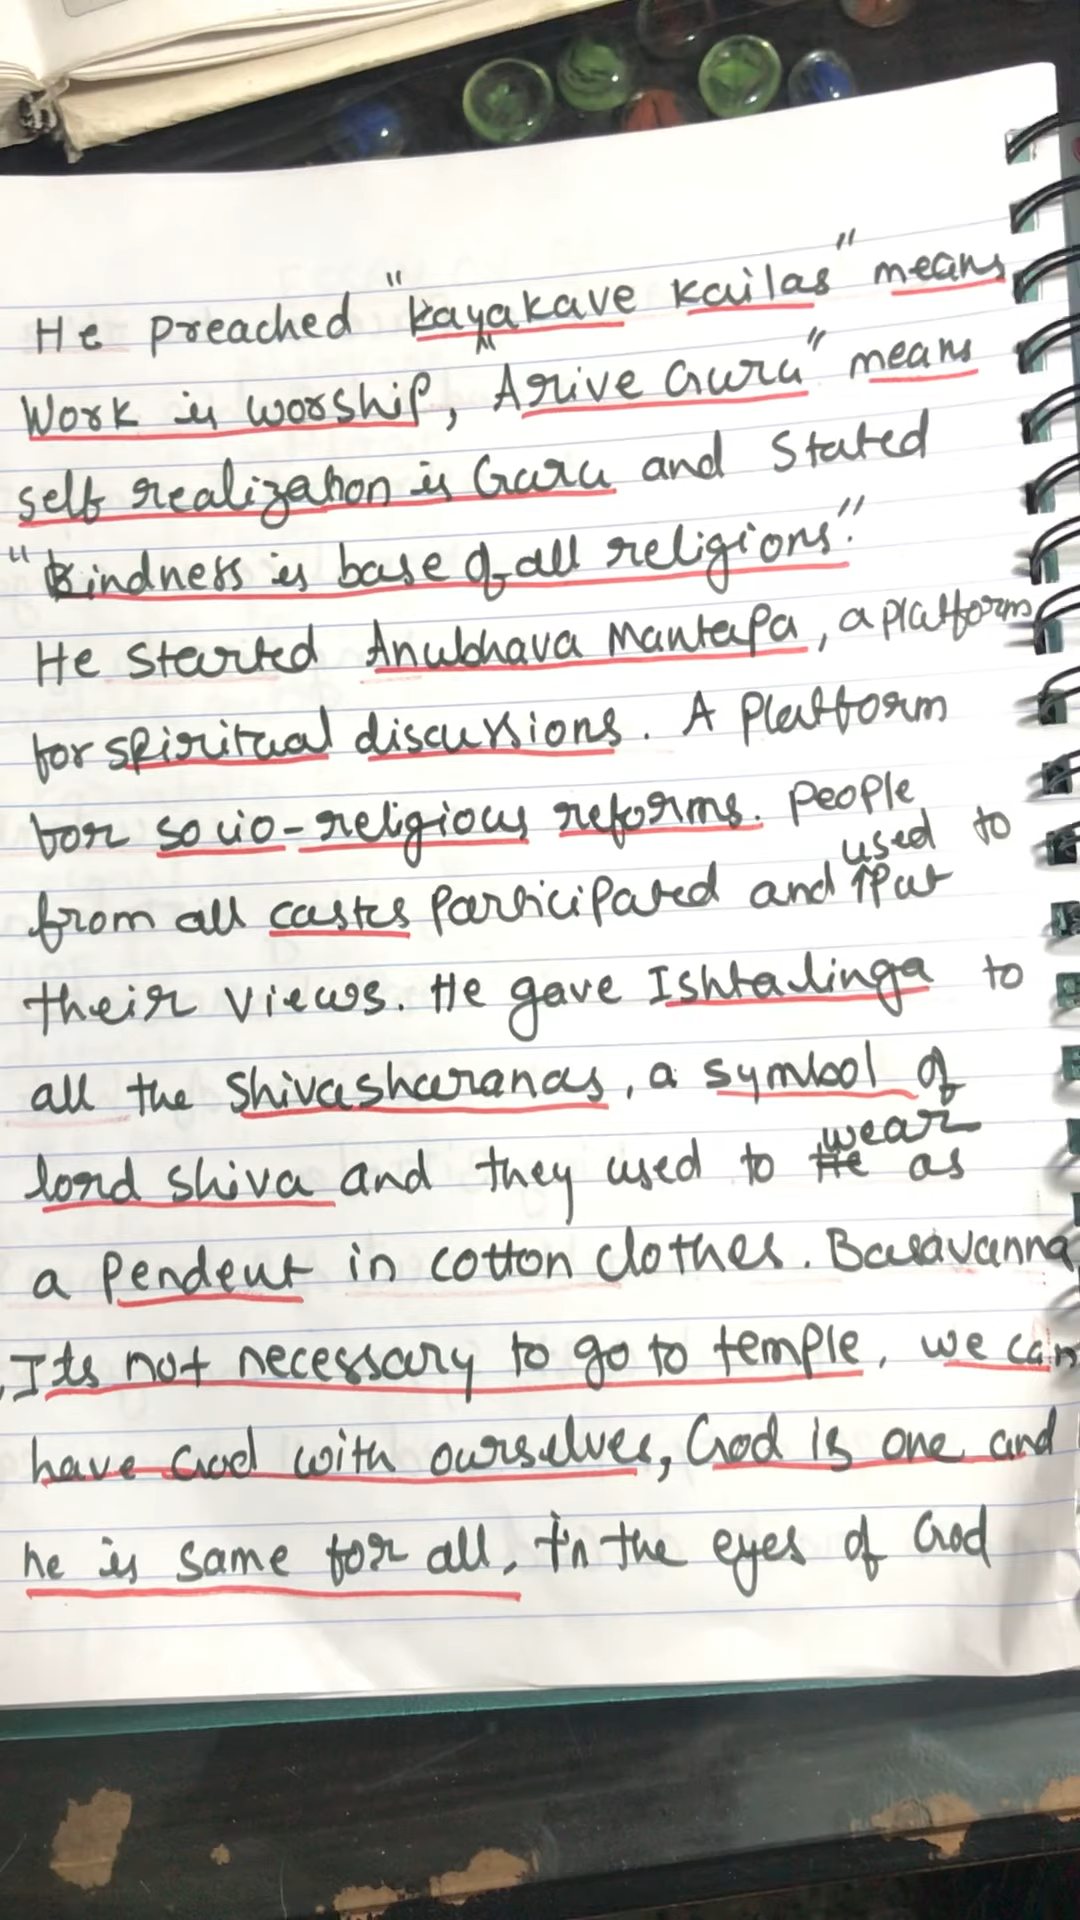 He preached "kayakave kailas" means
Work is worship, "Arive Guru" means
self realization is Guru and Stated
"kindness is base of all religions."
He started Anubhava Mantapa, a platform
for spiritual discussions. A platform
for socio-religious reforms. People
from all castes participated and used to put
their views. He gave Ishtalinga to
all the Shivasharanas, a symbol of
lord shiva and they used to wear as
a pendent in cotton clothes. Basavanna,
Its not necessary to go to temple, we can
have God with ourselves, God is one and
he is same for all, in the eyes of God